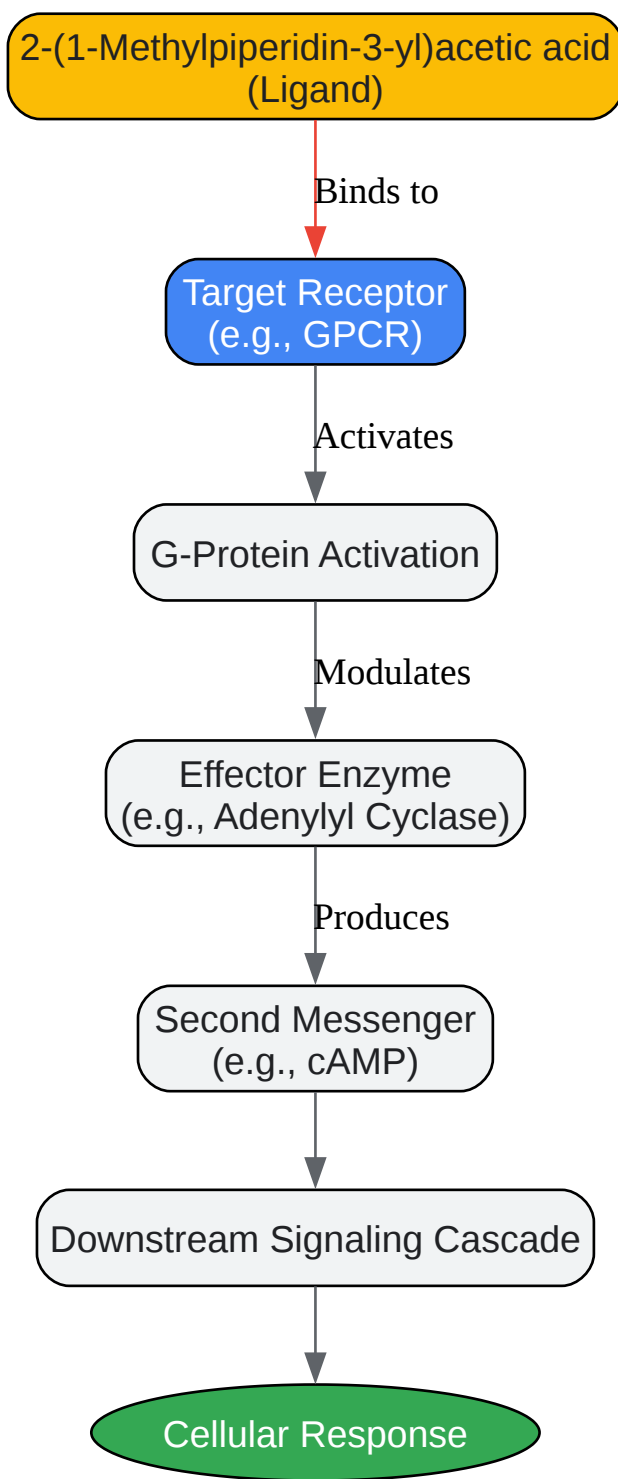 2-(1-Methylpiperidin-3-yl)acetic acid
(Ligand)
Binds to
Target Receptor
(e.g., GPCR)
Activates
G-Protein Activation
Modulates
Effector Enzyme
(e.g., Adenylyl Cyclase)
Produces
Second Messenger
(e.g., cAMP)
Downstream Signaling Cascade
Cellular Response